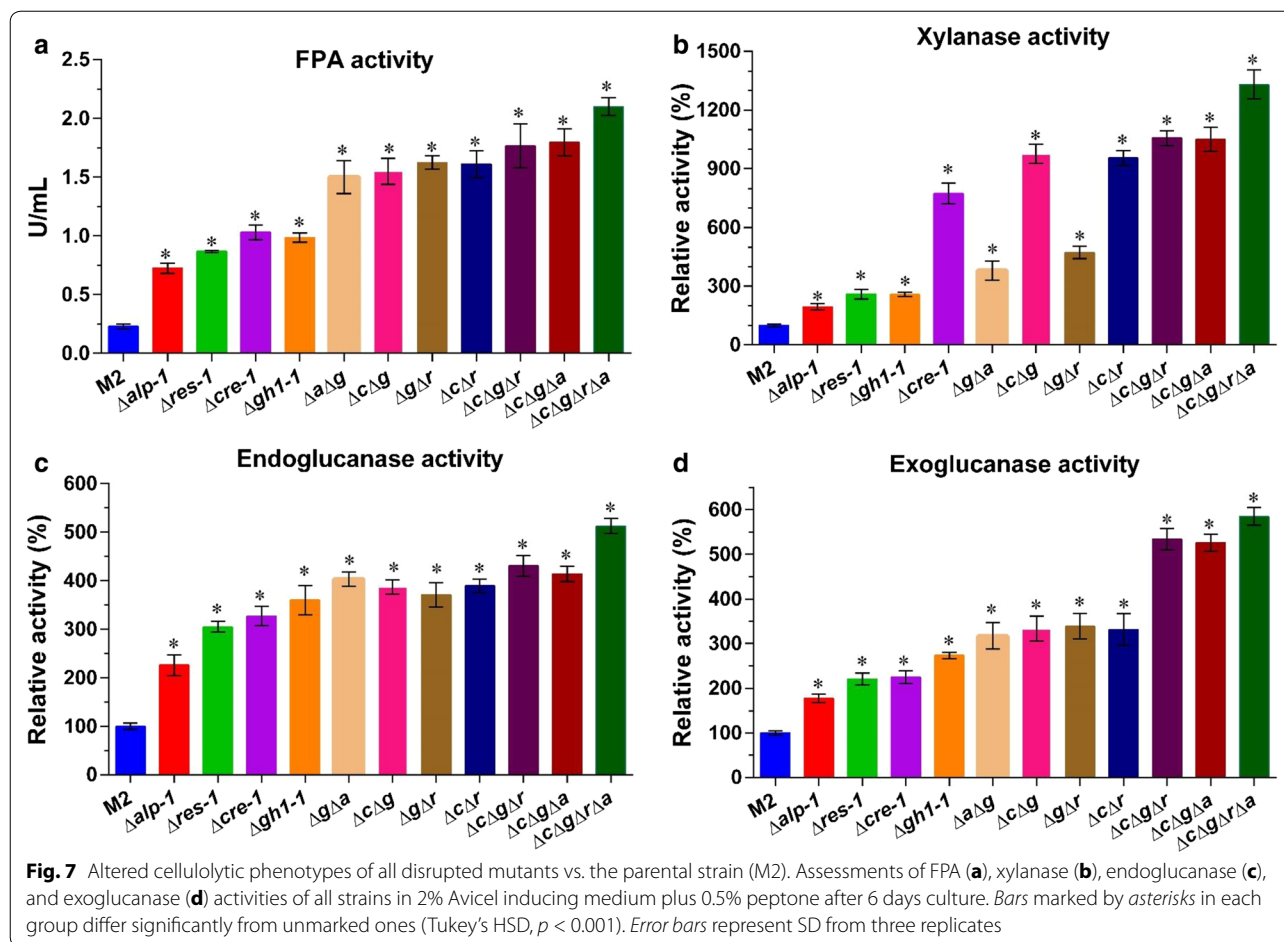 a
FPA activity
U/mL
2.5
2.0
1.5
1.0
0.5
0.0
* * * * * * * * * * *
M2 Δalp-1 Δres-1 Δcre-1 Δgh1-1 ΔaΔg ΔcΔg ΔgΔr ΔcΔr ΔcΔgΔr ΔcΔgΔa ΔcΔgΔrΔa
b
Xylanase activity
Relative activity (%)
1500
1200
900
600
300
0
* * * * * * * * * * *
M2 Δalp-1 Δres-1 Δgh1-1 Δcre-1 ΔgΔa ΔcΔg ΔgΔr ΔcΔr ΔcΔgΔr ΔcΔgΔa ΔcΔgΔrΔa
c
Endoglucanase activity
Relative activity (%)
600
500
400
300
200
100
0
* * * * * * * * * * *
M2 Δalp-1 Δres-1 Δcre-1 Δgh1-1 ΔgΔa ΔcΔg ΔgΔr ΔcΔr ΔcΔgΔr ΔcΔgΔa ΔcΔgΔrΔa
d
Exoglucanase activity
Relative activity (%)
600
500
400
300
200
100
0
* * * * * * * * * * *
M2 Δalp-1 Δres-1 Δcre-1 Δgh1-1 ΔaΔg ΔcΔg ΔgΔr ΔcΔr ΔcΔgΔr ΔcΔgΔa ΔcΔgΔrΔa
Fig. 7 Altered cellulolytic phenotypes of all disrupted mutants vs. the parental strain (M2). Assessments of FPA (a), xylanase (b), endoglucanase (c),
and exoglucanase (d) activities of all strains in 2% Avicel inducing medium plus 0.5% peptone after 6 days culture. Bars marked by asterisks in each
group differ significantly from unmarked ones (Tukey's HSD, p < 0.001). Error bars represent SD from three replicates